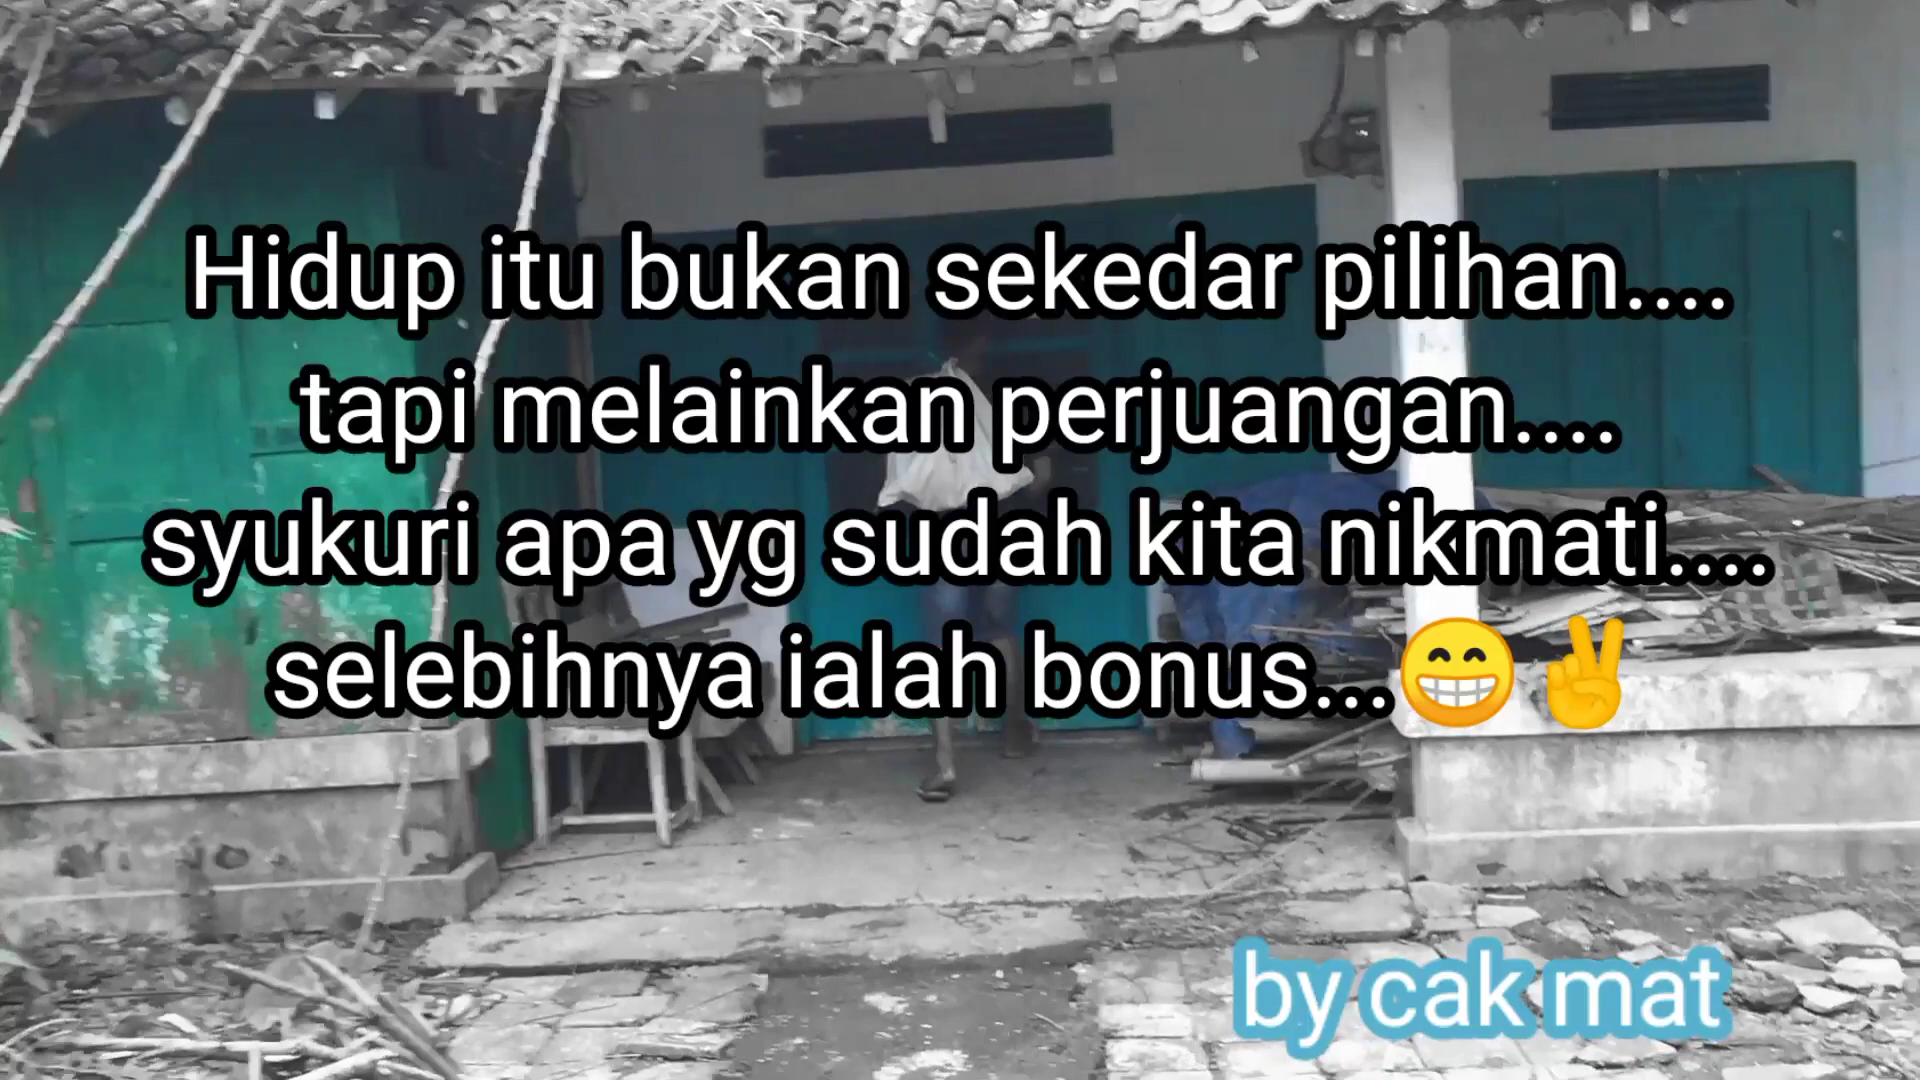 Hidup itu bukan sekedar pilihan....
tapi melainkan perjuangan....
syukuri apa yg sudah kita nikmati....
selebihnya ialah bonus...😁✌
by cak mat